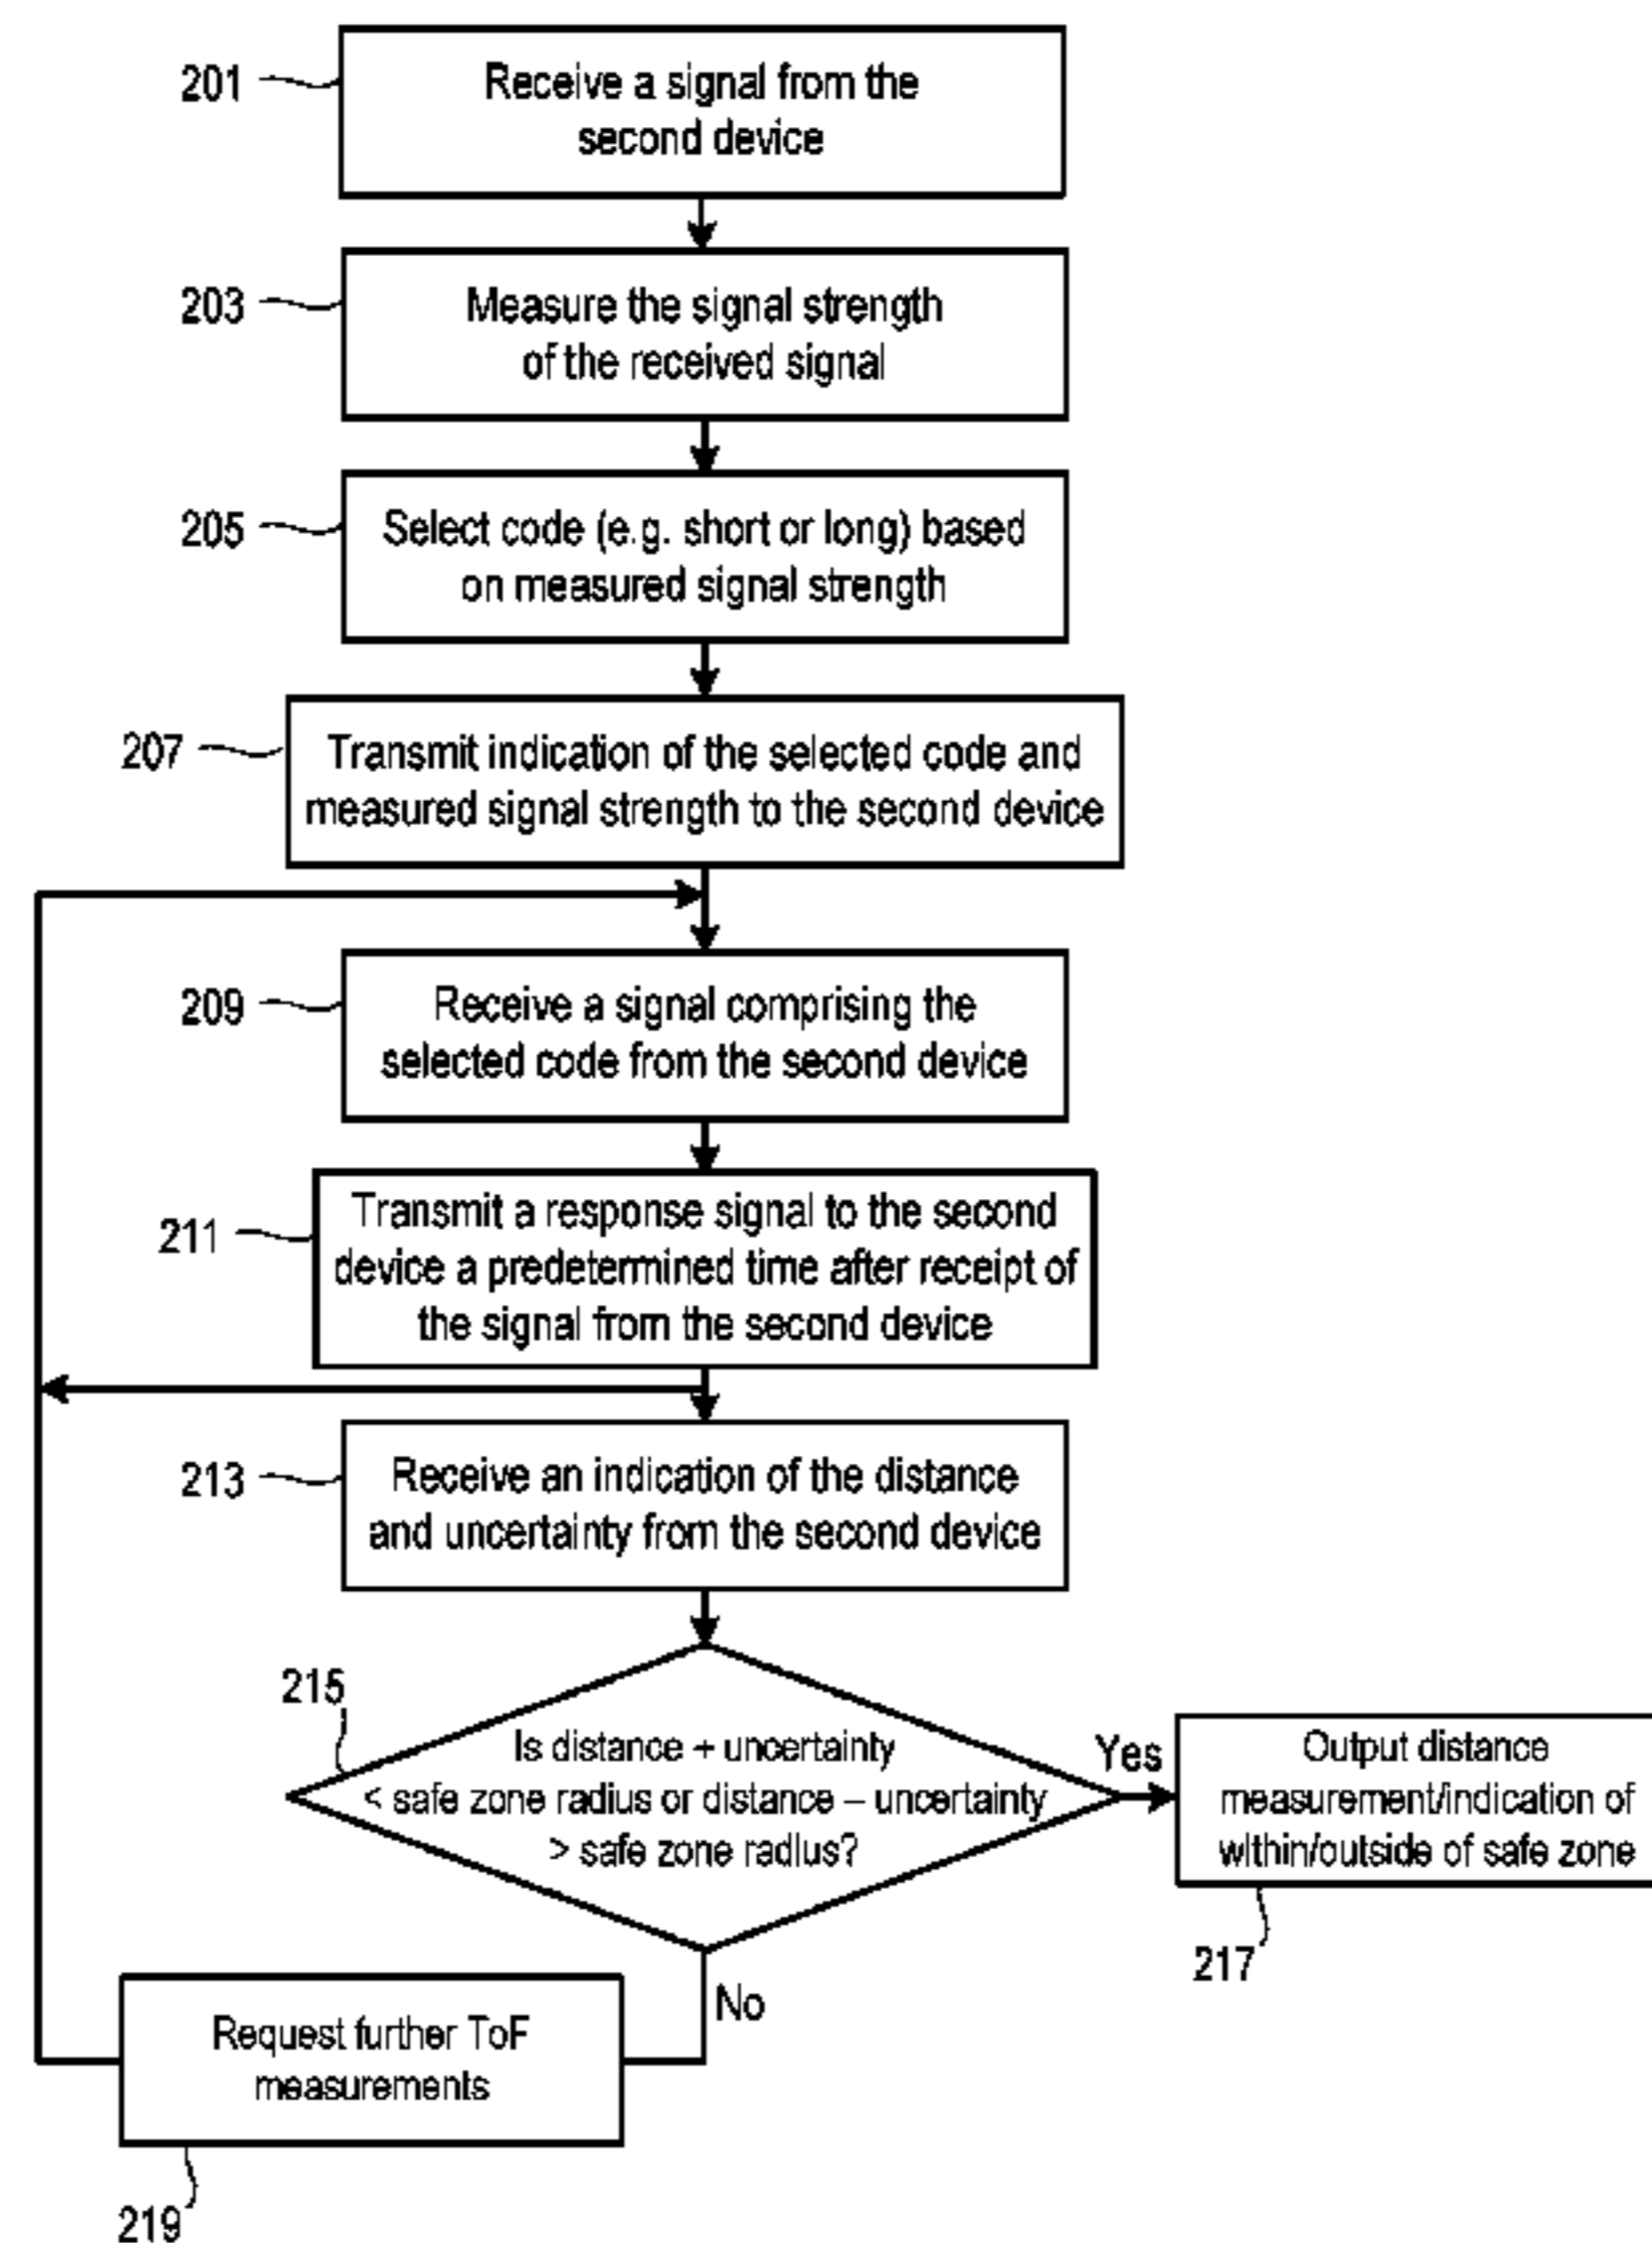 201
Receive a signal from the
second device
203
Measure the signal strength
of the received signal
205
Select code (e.g. short or long) based
on measured signal strength
207
Transmit indication of the selected code and
measured signal strength to the second device
209
Receive a signal comprising the
selected code from the second device
211
Transmit a response signal to the second
device a predetermined time after receipt of
the signal from the second device
213
Receive an indication of the distance
and uncertainty from the second device
215
Is distance + uncertainty
< safe zone radius or distance – uncertainty
> safe zone radius?
Yes
Output distance
measurement/indication of
within/outside of safe zone
217
No
Request further ToF
measurements
219